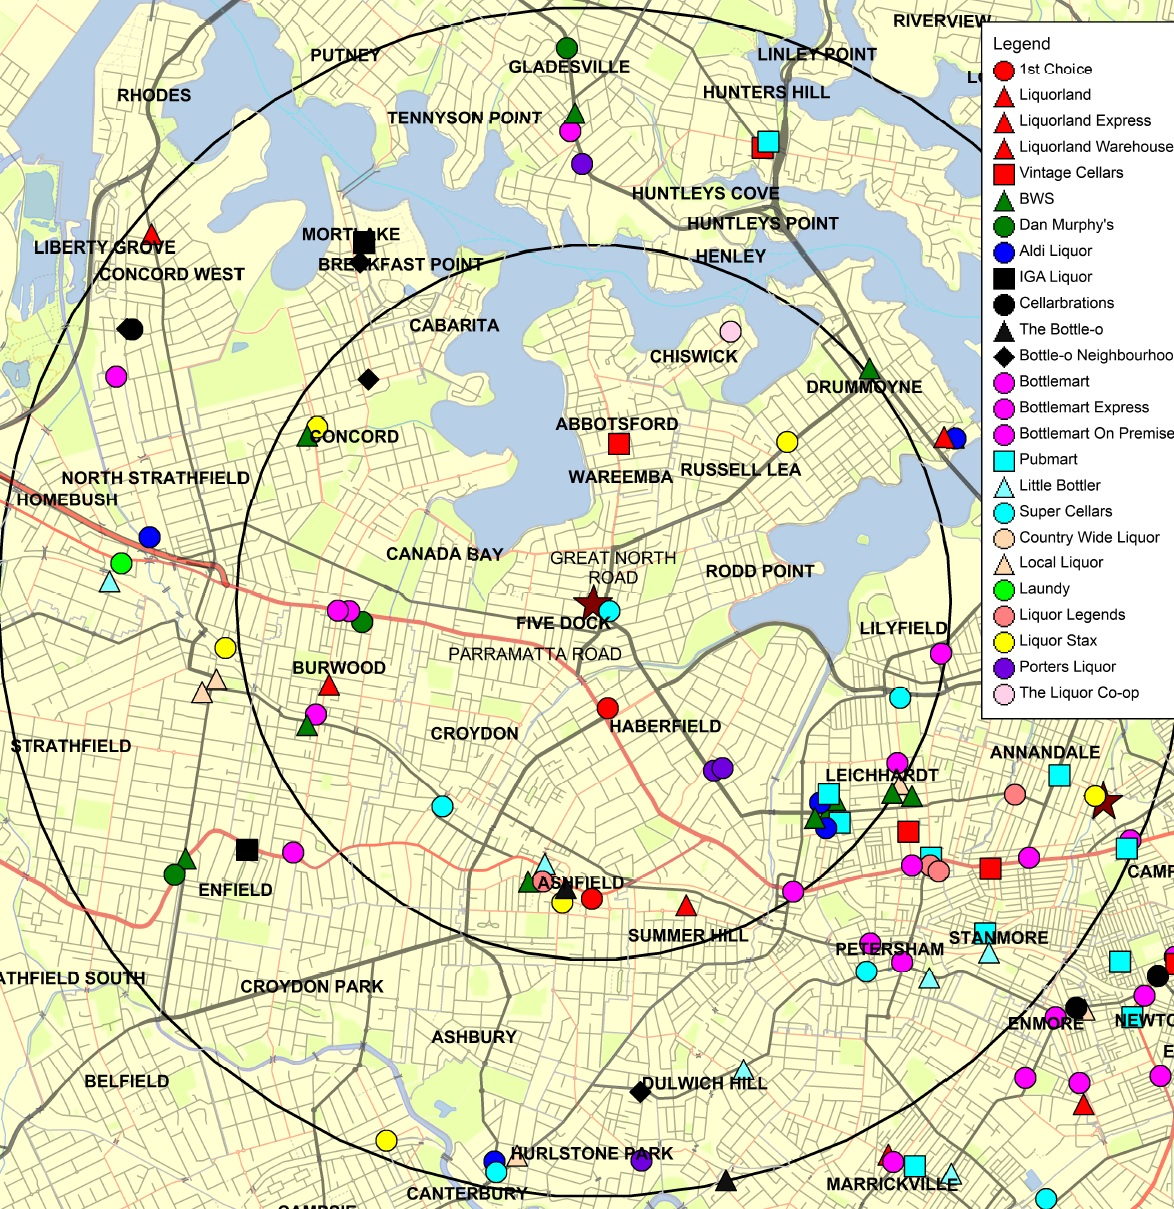 RIVERVIEW
PUTNEY
LINLEY POINT
GLADESVILLE
RHODES
HUNTERS HILL
TENNYSON POINT
HUNTLEYS COVE
HUNTLEYS POINT
MORTLAKE
LIBERTY GROVE
HENLEY
BREAKFAST POINT
CONCORD WEST
CABARITA
CHISWICK
DRUMMOYNE
ABBOTSFORD
CONCORD
RUSSELL LEA
WAREEMBA
NORTH STRATHFIELD
HOMEBUSH
CANADA BAY
GREAT NORTH
ROAD
RODD POINT
FIVE DOCK
LILYFIELD
PARRAMATTA ROAD
BURWOOD
HABERFIELD
CROYDON
STRATHFIELD
ANNANDALE
LEICHHARDT
CAMP
ENFIELD
ASHFIELD
SUMMER HILL
STANMORE
PETERSHAM
ATHFIELD SOUTH
CROYDON PARK
ENMORE
NEWTO
ASHBURY
E
BELFIELD
DULWICH HILL
HURLSTONE PARK
MARRICKVILLE
CANTERBURY
CAMPSIE
Legend
1st Choice
Liquorland
Liquorland Express
Liquorland Warehouse
Vintage Cellars
BWS
Dan Murphy's
Aldi Liquor
IGA Liquor
Cellarbrations
The Bottle-o
Bottle-o Neighbourhoo
Bottlemart
Bottlemart Express
Bottlemart On Premise
Pubmart
Little Bottler
Super Cellars
Country Wide Liquor
Local Liquor
Laundy
Liquor Legends
Liquor Stax
Porters Liquor
The Liquor Co-op